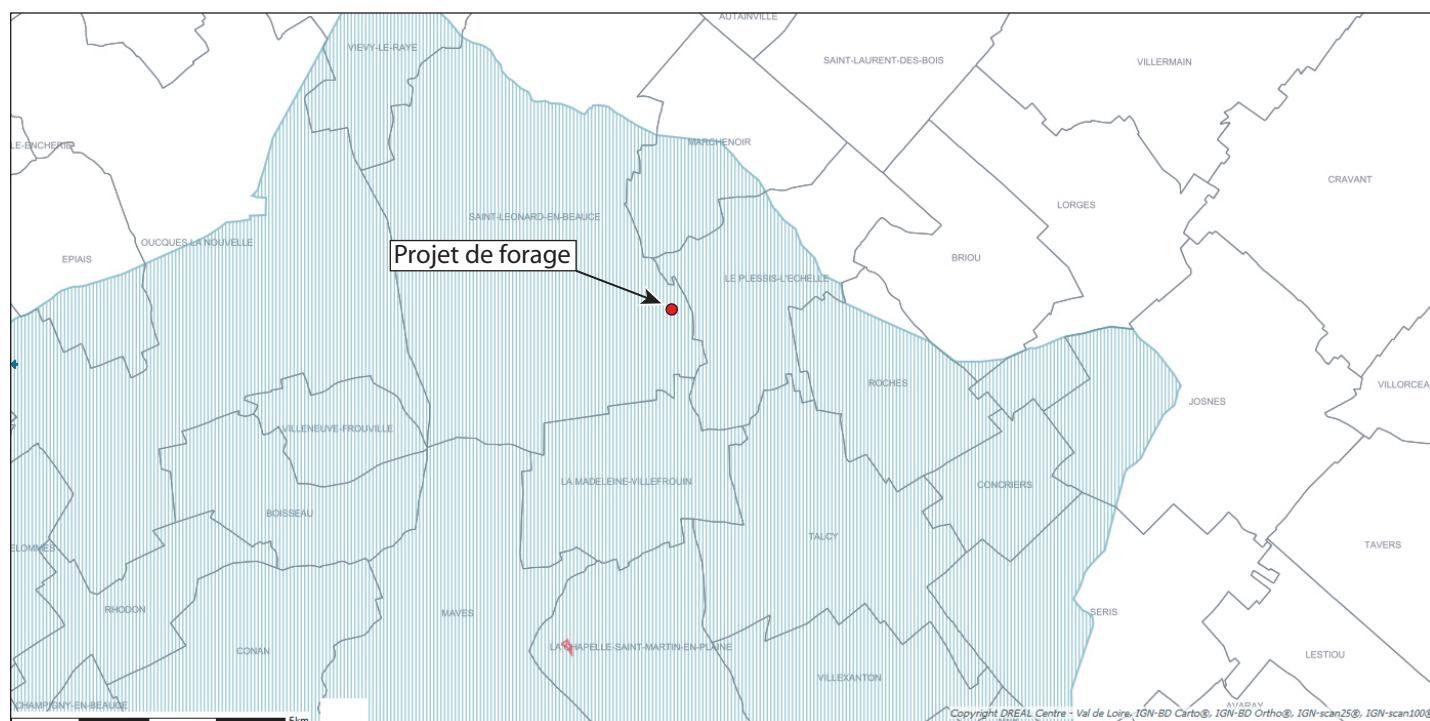 AUTAINVILLE
VIEVY-LE-RAYE
SAINT-LAURENT-DES-BOIS
VILLERMAIN
LE-ENCHERIE
MARCHENOIR
CRAVANT
SAINT-LEONARD-EN-BEAUCE
LORGES
OUCQUES LA NOUVELLE
EPIAIS
Projet de forage
BRIOU
LE PLESSIS-L'ECHELLE
ROCHES
VILLORCEA
JOSNES
VILLENEUVE-FROUVILLE
LA MADELEINE-VILLEFROUIN
CONCRIERS
BOISSEAU
TALCY
ELOMMES
TAVERS
RHODON
MAVES
SERIS
LA CHAPELLE-SAINT-MARTIN-EN-PLAINE
CONAN
LESTIOU
VILLEXANTON
CHAMPIGNY-EN-BEAUCE
AVARAY
Copyright DREAL Centre - Val de Loire, IGN-BD Carto®, IGN-BD Ortho®, IGN-scan25®, IGN-scan100®
5km